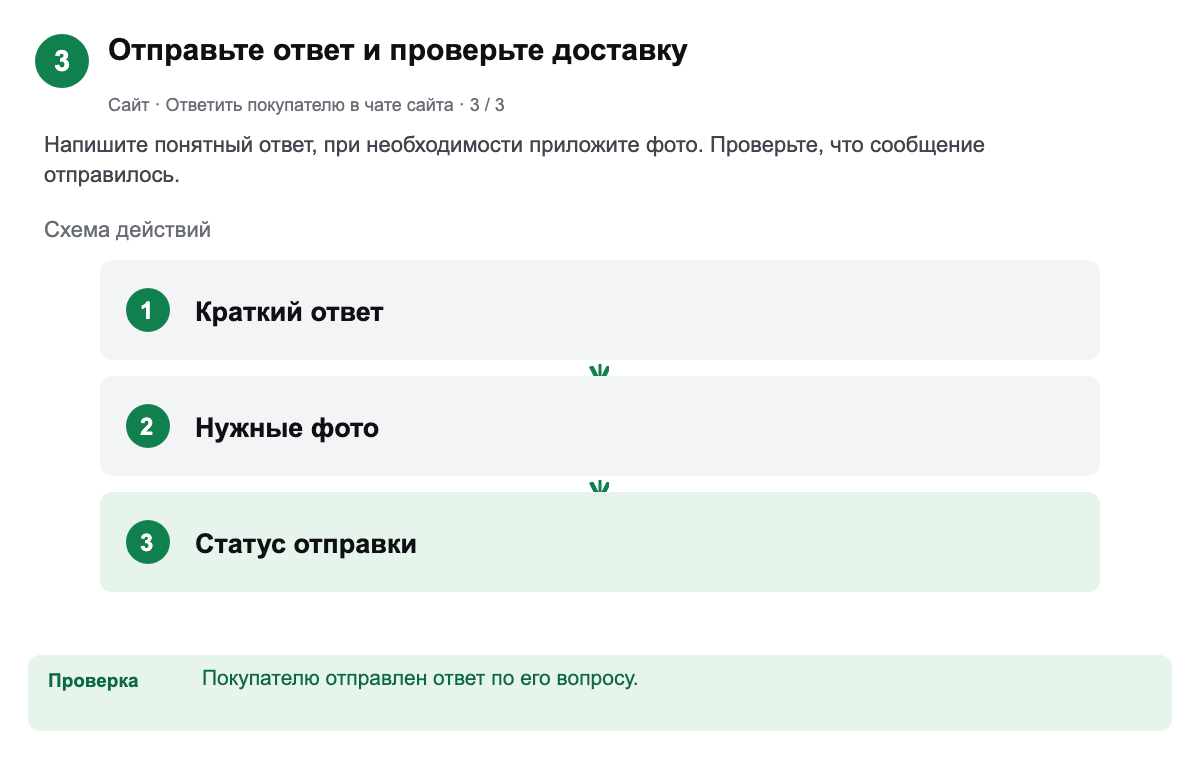 3
Отправьте ответ и проверьте доставку
Сайт · Ответить покупателю в чате сайта · 3 / 3
Напишите понятный ответ, при необходимости приложите фото. Проверьте, что сообщение
отправилось.
Схема действий
1 Краткий ответ
2 Нужные фото
3 Статус отправки
Проверка Покупателю отправлен ответ по его вопросу.